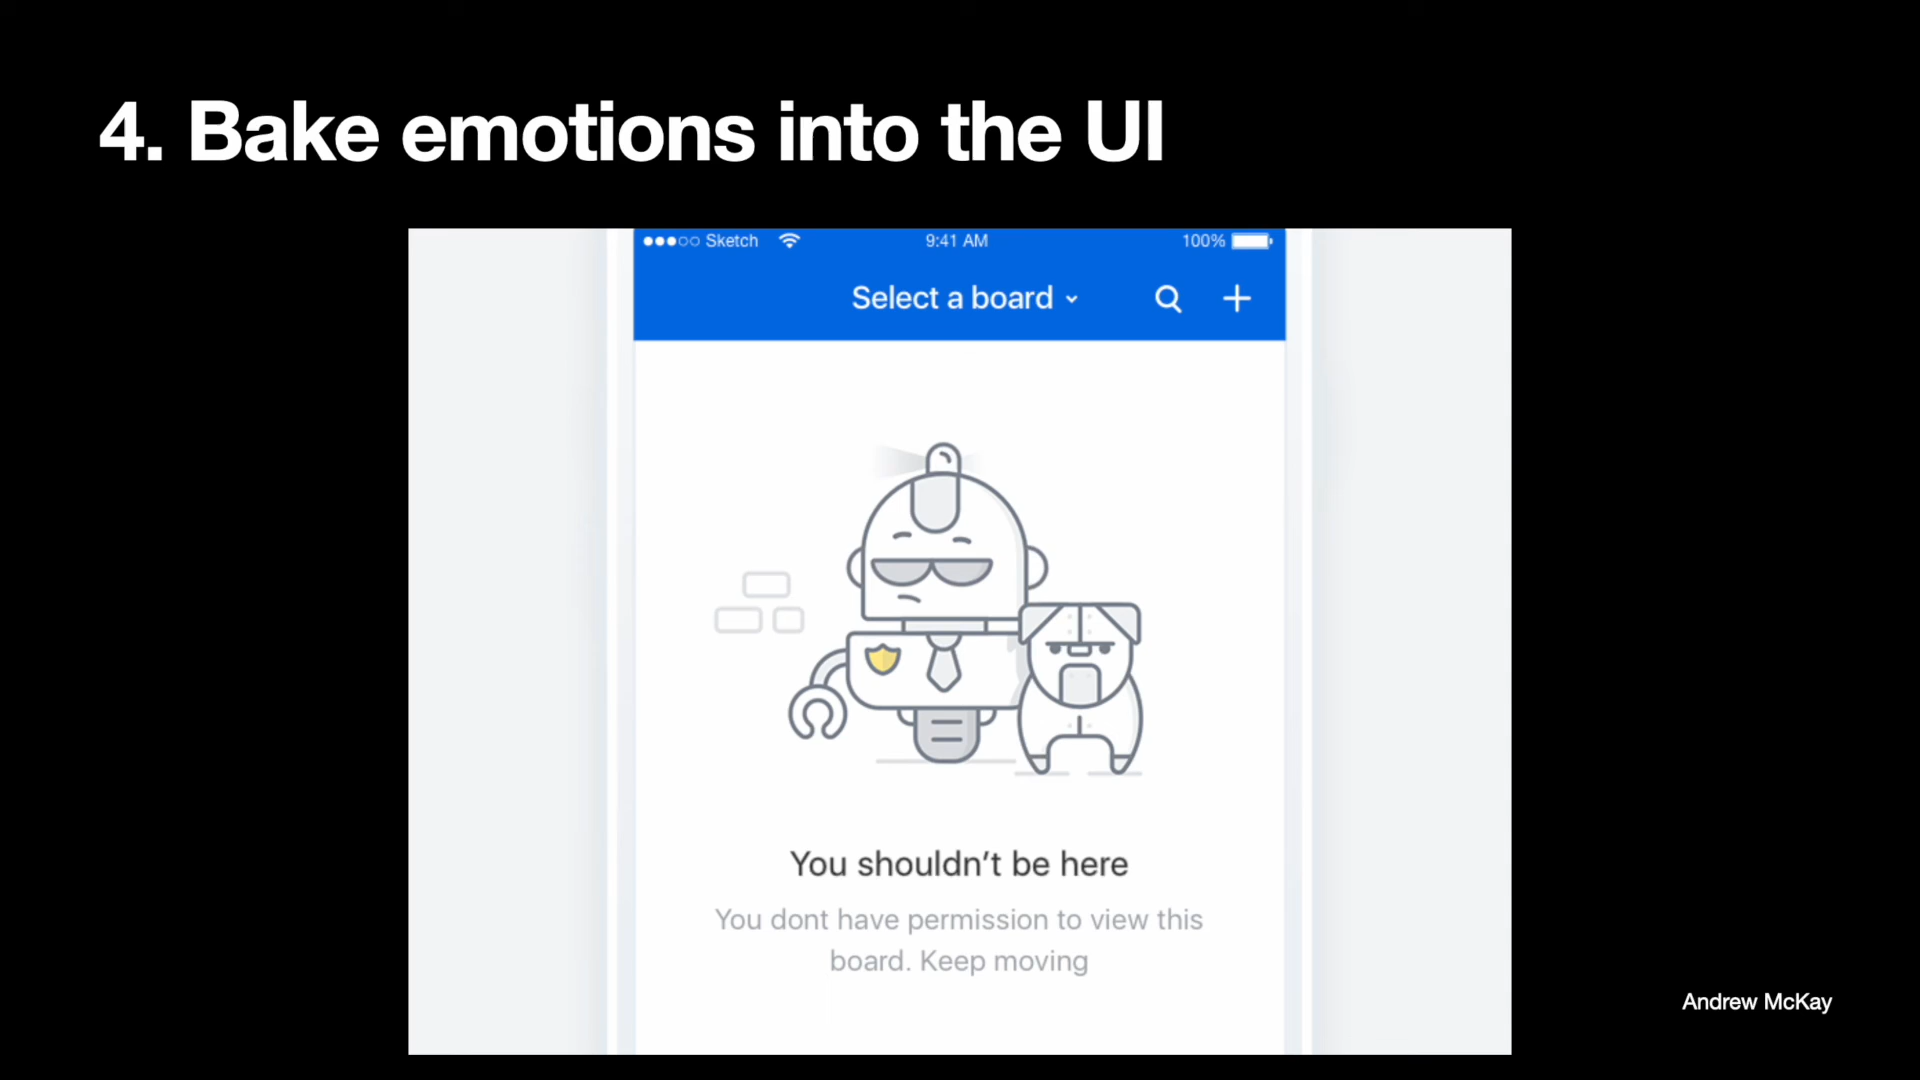 4. Bake emotions into the UI
Sketch 9:41 AM 100%
Select a board
You shouldn’t be here
You dont have permission to view this
board. Keep moving
Andrew McKay